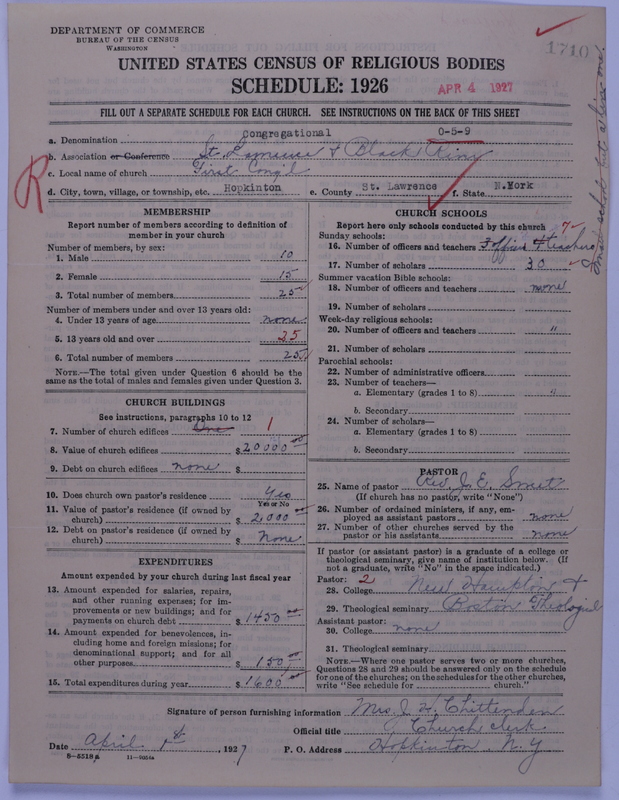 DEPARTMENT OF COMMERCE
BUREAU OF THE CENSUS
WASHINGTON
1710
UNITED STATES CENSUS OF RELIGIOUS BODIES
SCHEDULE: 1926
APR 4 1927
FILL OUT A SEPARATE SCHEDULE FOR EACH CHURCH. SEE INSTRUCTIONS ON THE BACK OF THIS SHEET
a. Denomination Congregational 0-5-9
b. Association or Conference St. Lawrence & Black River
c. Local name of church First Cong'l
d. City, town, village, or township, etc. Hopkinton e. County St. Lawrence f. State N.York
R
MEMBERSHIP
Report number of members according to definition of
member in your church
Number of members, by sex:
1. Male 10
2. Female 15
3. Total number of members 25
Number of members under and over 13 years old:
4. Under 13 years of age none
5. 13 years old and over 25
6. Total number of members 25
NOTE.—The total given under Question 6 should be the
same as the total of males and females given under Question 3.
CHURCH BUILDINGS
See instructions, paragraphs 10 to 12
7. Number of church edifices One 1
8. Value of church edifices $ 20000 00
9. Debt on church edifices none $
10. Does church own pastor's residence Yes
Yes or No
11. Value of pastor's residence (if owned by
church) $ 2,000 00
12. Debt on pastor's residence (if owned by
church) $ None
EXPENDITURES
Amount expended by your church during last fiscal year
13. Amount expended for salaries, repairs,
and other running expenses; for im-
provements or new buildings; and for
payments on church debt $ 1450 00
14. Amount expended for benevolences, in-
cluding home and foreign missions; for
denominational support; and for all
other purposes $ 150 00
15. Total expenditures during year $ 1600 00
CHURCH SCHOOLS
Report here only schools conducted by this church 7
Sunday schools:
16. Number of officers and teachers 3 officers 4 teachers
17. Number of scholars 30
Summer vacation Bible schools:
18. Number of officers and teachers none
19. Number of scholars
Week-day religious schools:
20. Number of officers and teachers "
21. Number of scholars
Parochial schools:
22. Number of administrative officers
23. Number of teachers—
a. Elementary (grades 1 to 8) "
b. Secondary
24. Number of scholars—
a. Elementary (grades 1 to 8)
b. Secondary
small school but a live one.
PASTOR
25. Name of pastor Rev. J. E.
(If church has no pastor, write "None")
26. Number of ordained ministers, if any, em-
ployed as assistant pastors none
27. Number of other churches served by the
pastor or his assistants none
If pastor (or assistant pastor) is a graduate of a college or
theological seminary, give name of institution below. (If
not a graduate, write "No" in the space indicated.)
Pastor: 2
28. College New Hampton &
29. Theological seminary Boston Theological
Assistant pastor:
30. College none
31. Theological seminary
NOTE.—Where one pastor serves two or more churches,
Questions 28 and 29 should be answered only on the schedule
for one of the churches; on the schedules for the other churches,
write "See schedule for church."
Signature of person furnishing information Mrs. J. H. Chittenden
Official title Church clerk
Date April 1st, 1927 P. O. Address Hopkinton N Y
8-5518a 11-9054a